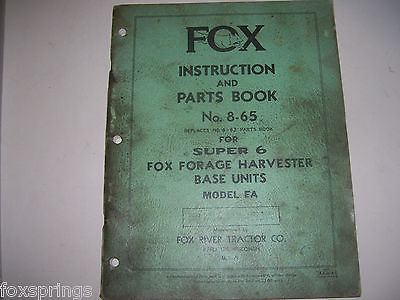 FOX
INSTRUCTION
AND
PARTS BOOK
No. 8-65
REPLACES NO. 6-63 PARTS BOOK
FOR
SUPER 6
FOX FORAGE HARVESTER
BASE UNITS
MODEL EA
FOX RIVER TRACTOR CO.
foxsprings